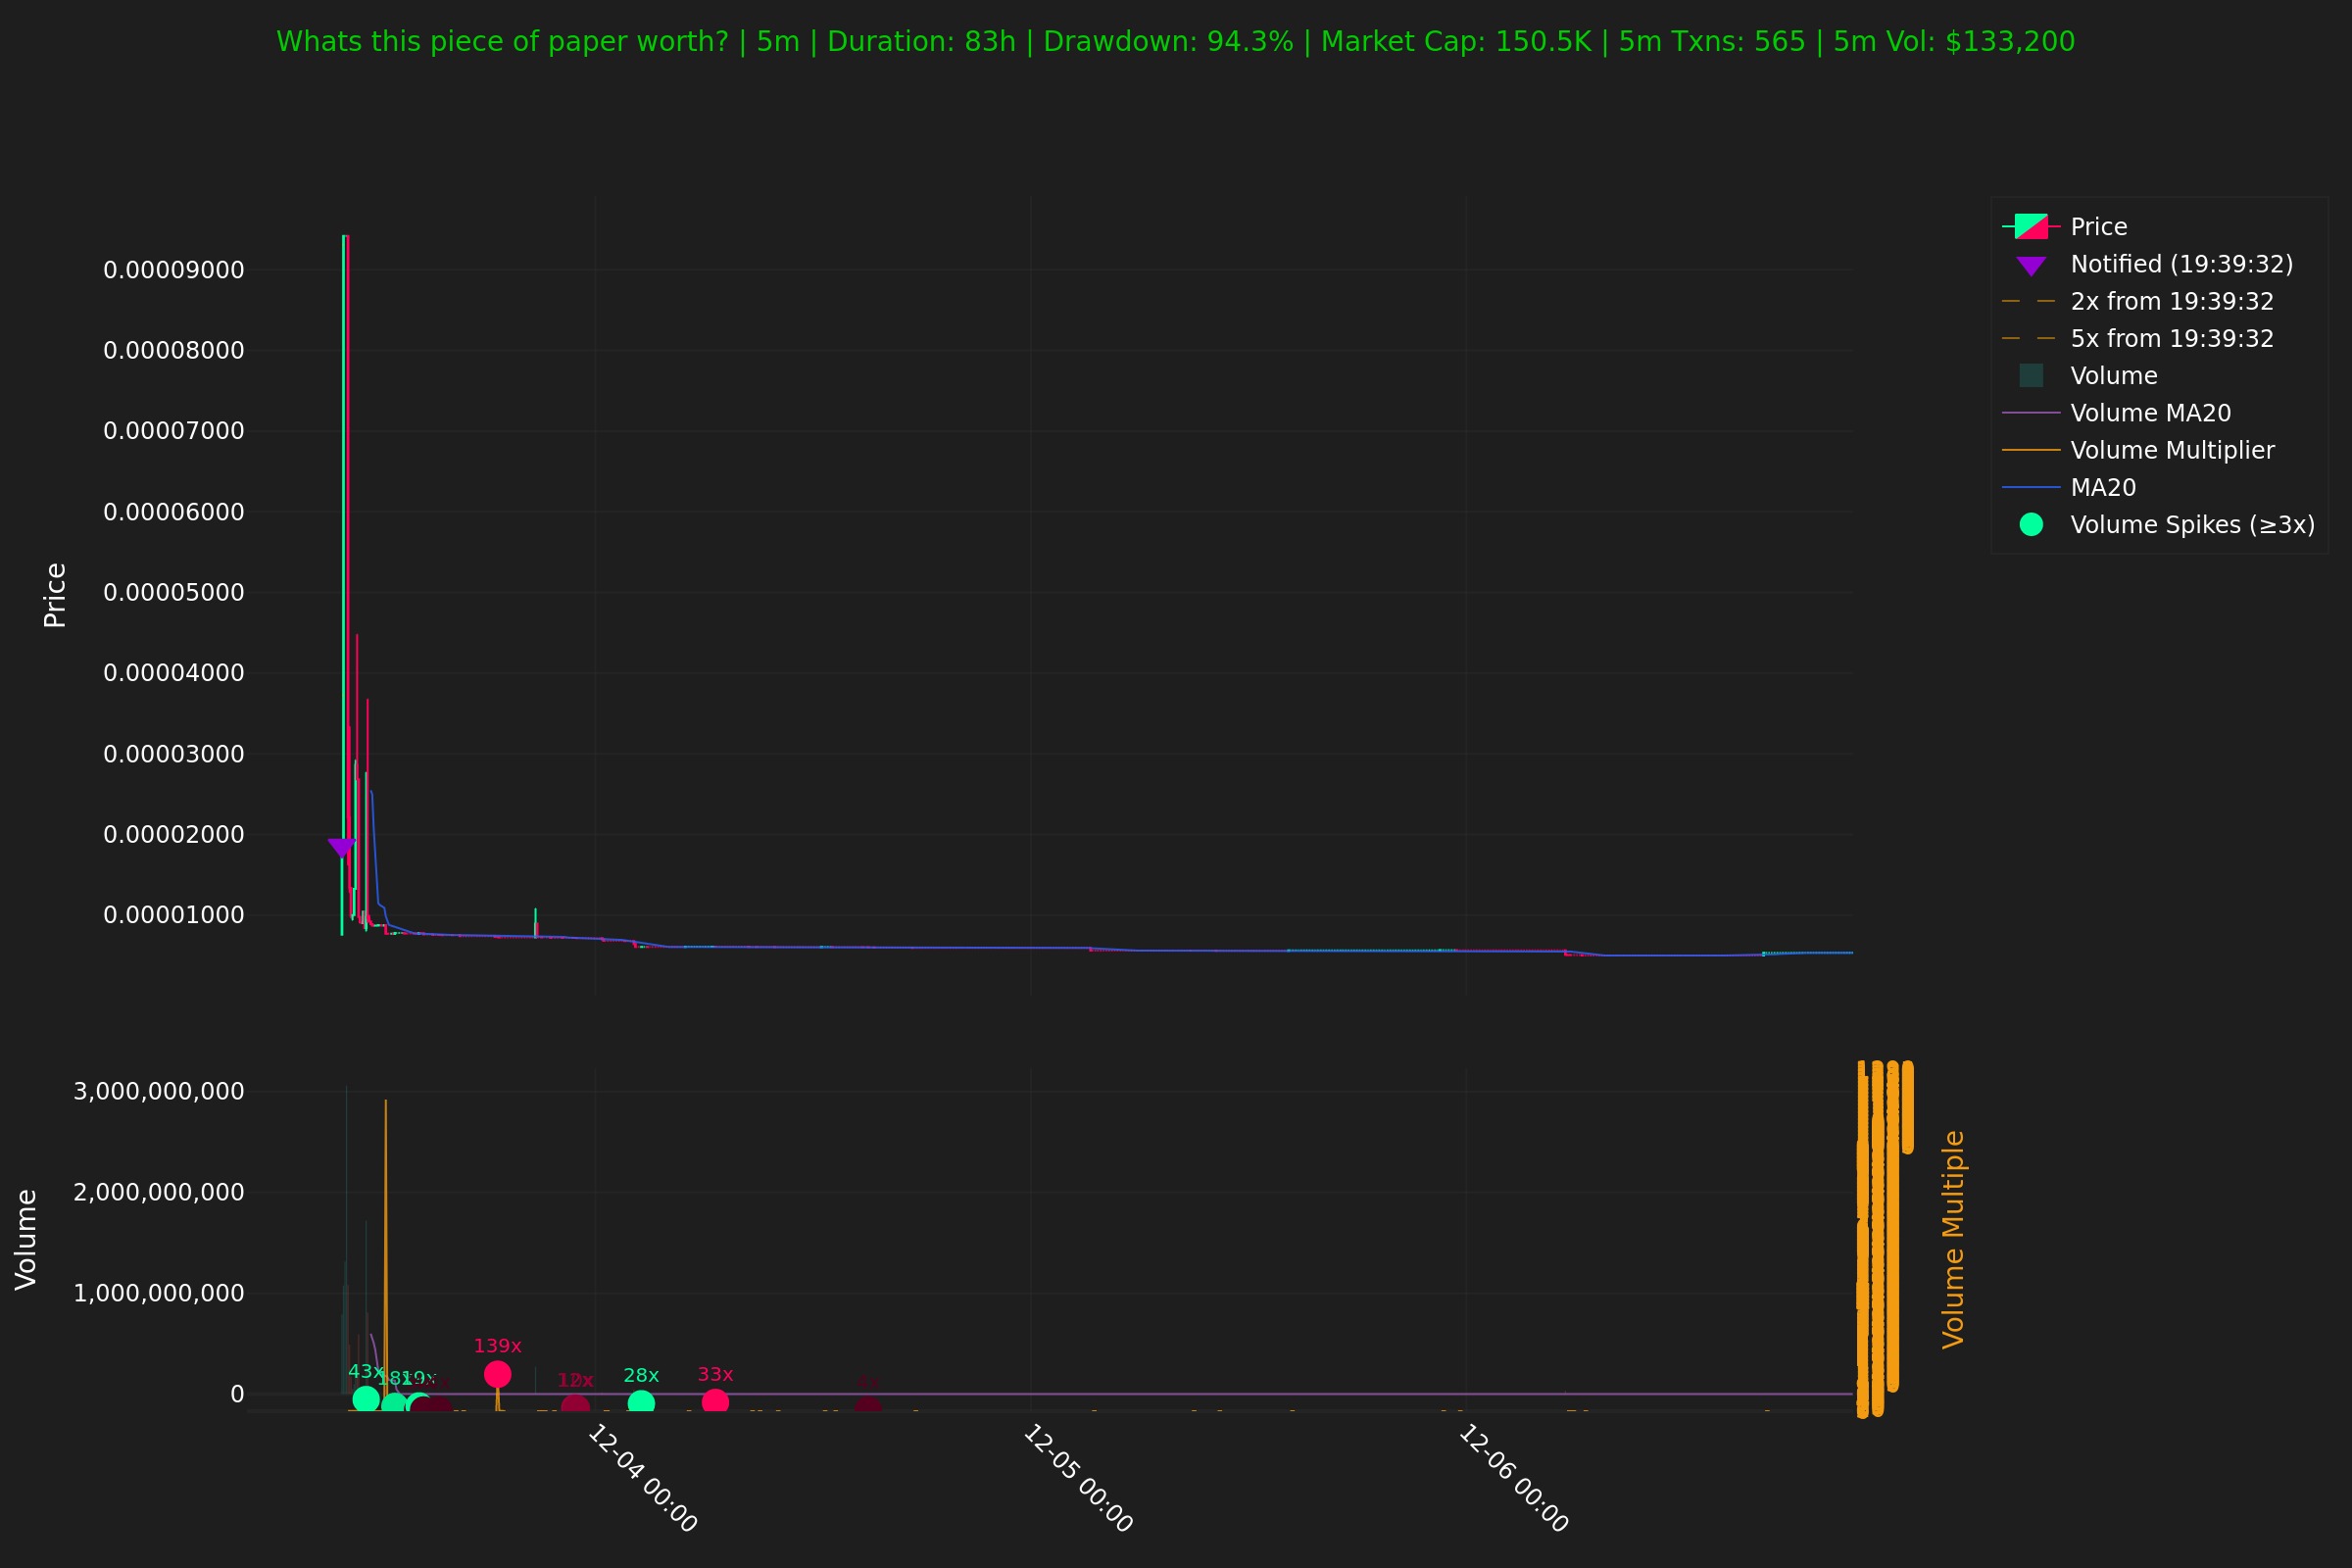 Whats this piece of paper worth? | 5m | Duration: 83h | Drawdown: 94.3% | Market Cap: 150.5K | 5m Txns: 565 | 5m Vol: $133,200
Price
0.00009000
0.00008000
0.00007000
0.00006000
0.00005000
0.00004000
0.00003000
0.00002000
0.00001000
Price
Notified (19:39:32)
2x from 19:39:32
5x from 19:39:32
Volume
Volume MA20
Volume Multiplier
MA20
Volume Spikes (≥3x)
Volume
3,000,000,000
2,000,000,000
1,000,000,000
0
43x
139x
28x
33x
Volume Multiple
12-04 00:00
12-05 00:00
12-06 00:00